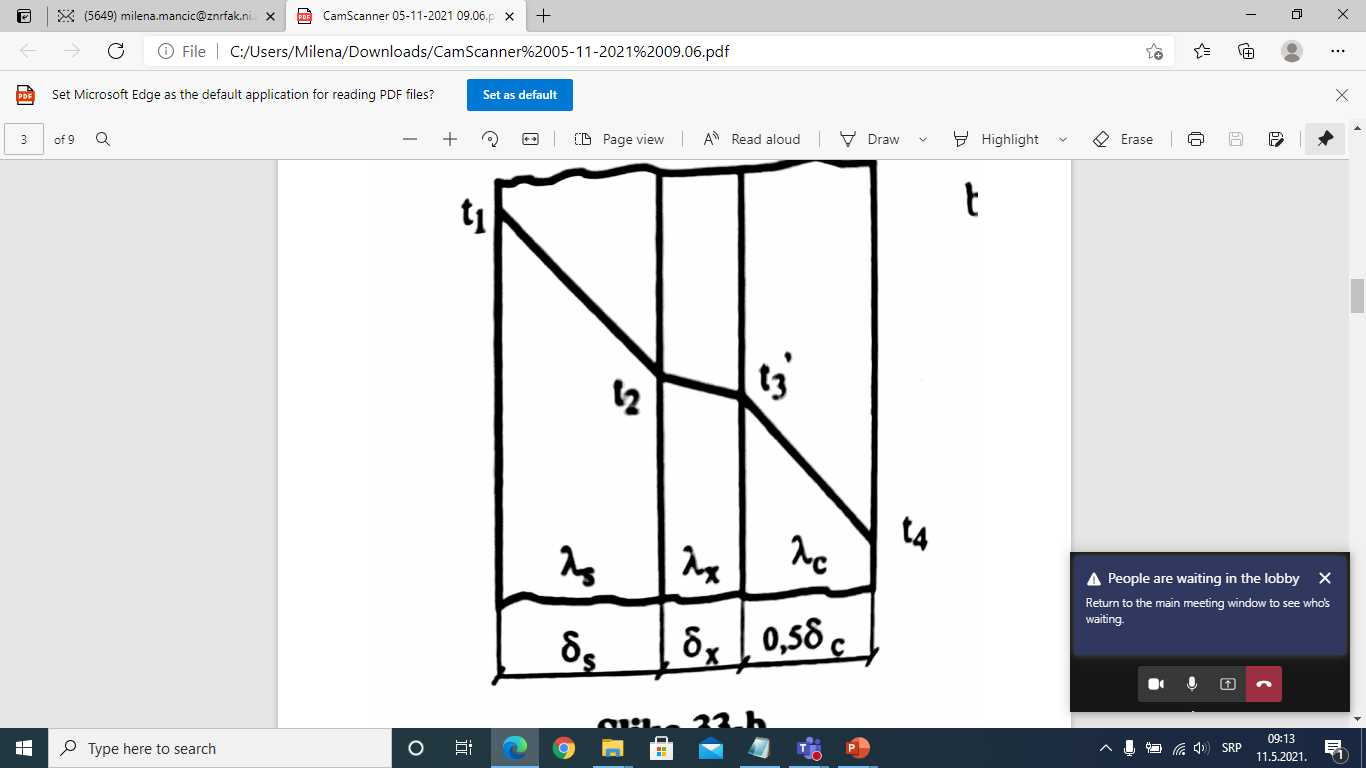 (5649) milena.mancic@znrfak.ni.a
CamScanner 05-11-2021 09.06.p
File
C:/Users/Milena/Downloads/CamScanner%2005-11-2021%2009.06.pdf
Set Microsoft Edge as the default application for reading PDF files?
Set as default
3 of 9
Page view
Read aloud
Draw
Highlight
Erase
t1
t2
t3'
t4
λs λx λc
δs δx 0,5δc
People are waiting in the lobby
Return to the main meeting window to see who's
waiting.
Type here to search
SRP
09:13
11.5.2021.
1